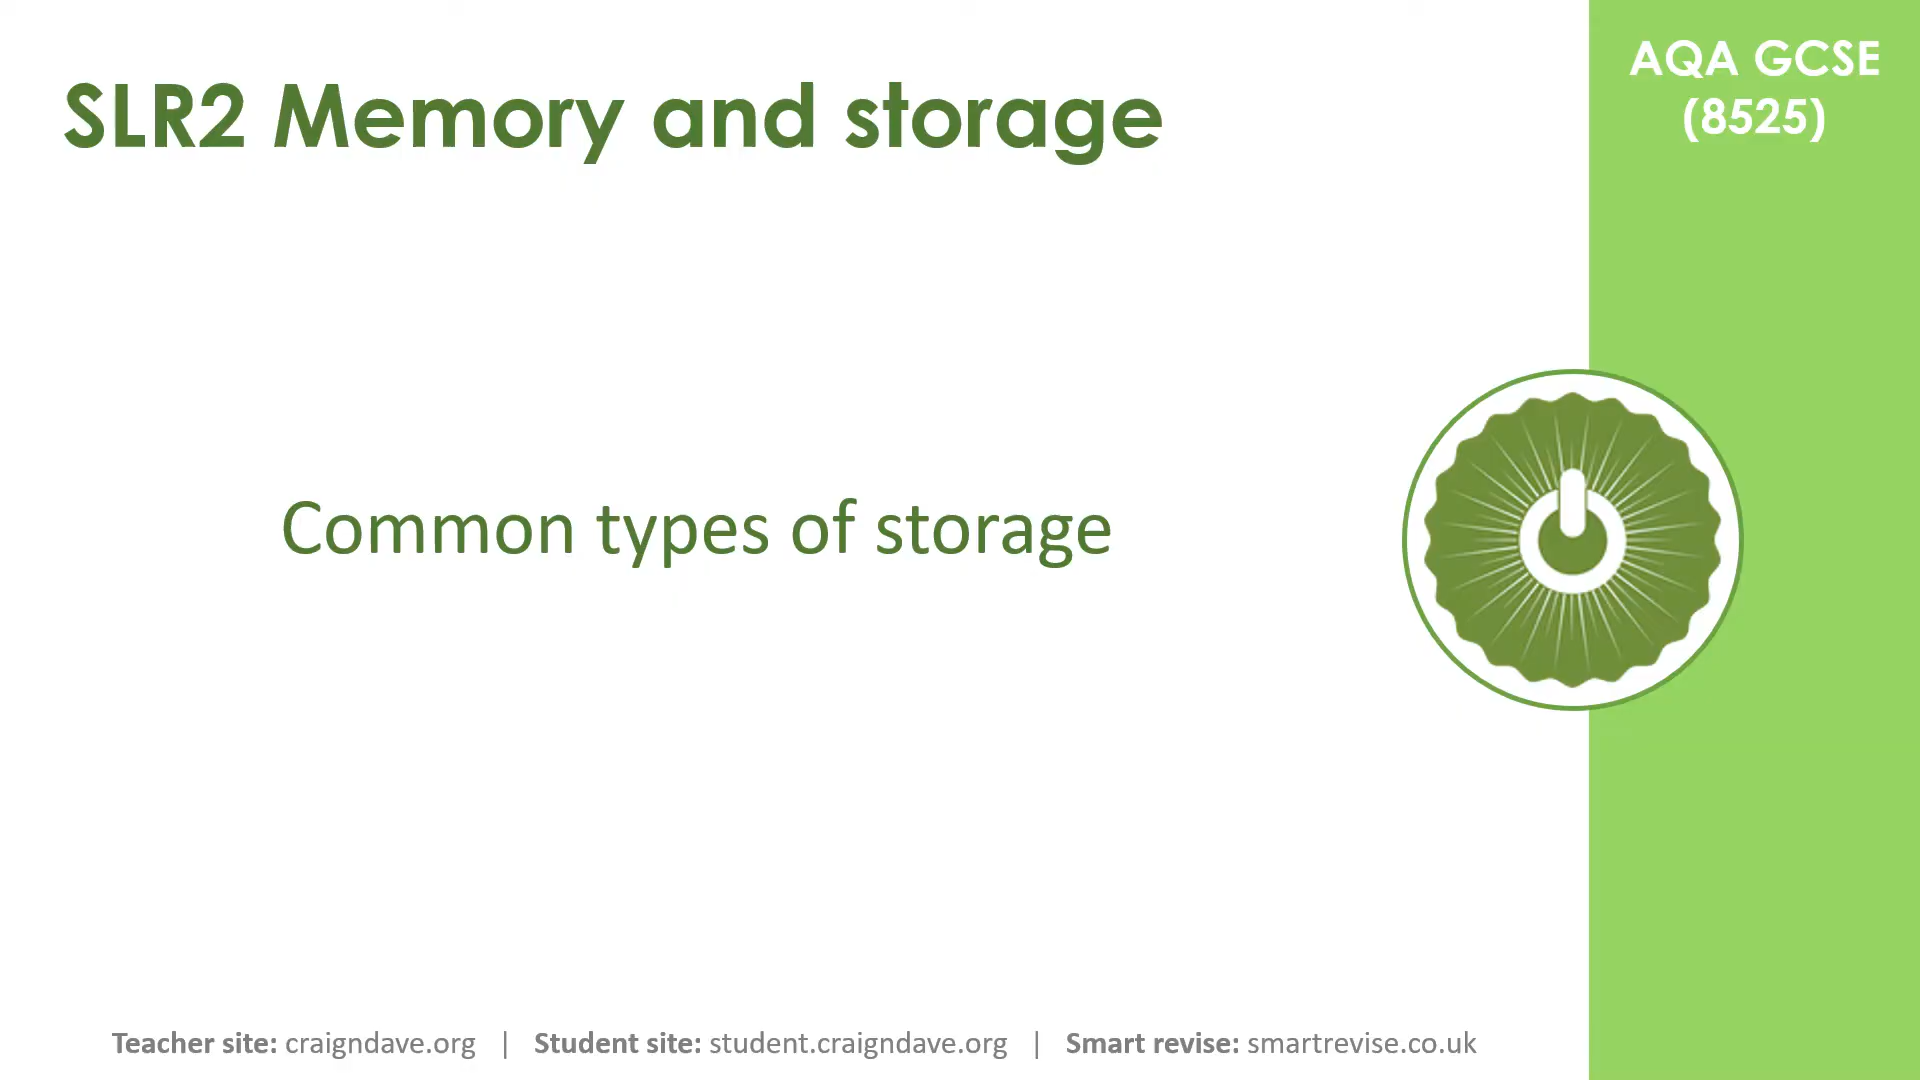 SLR2 Memory and storage
AQA GCSE
(8525)
Common types of storage
Teacher site: craigndave.org | Student site: student.craigndave.org | Smart revise: smartrevise.co.uk